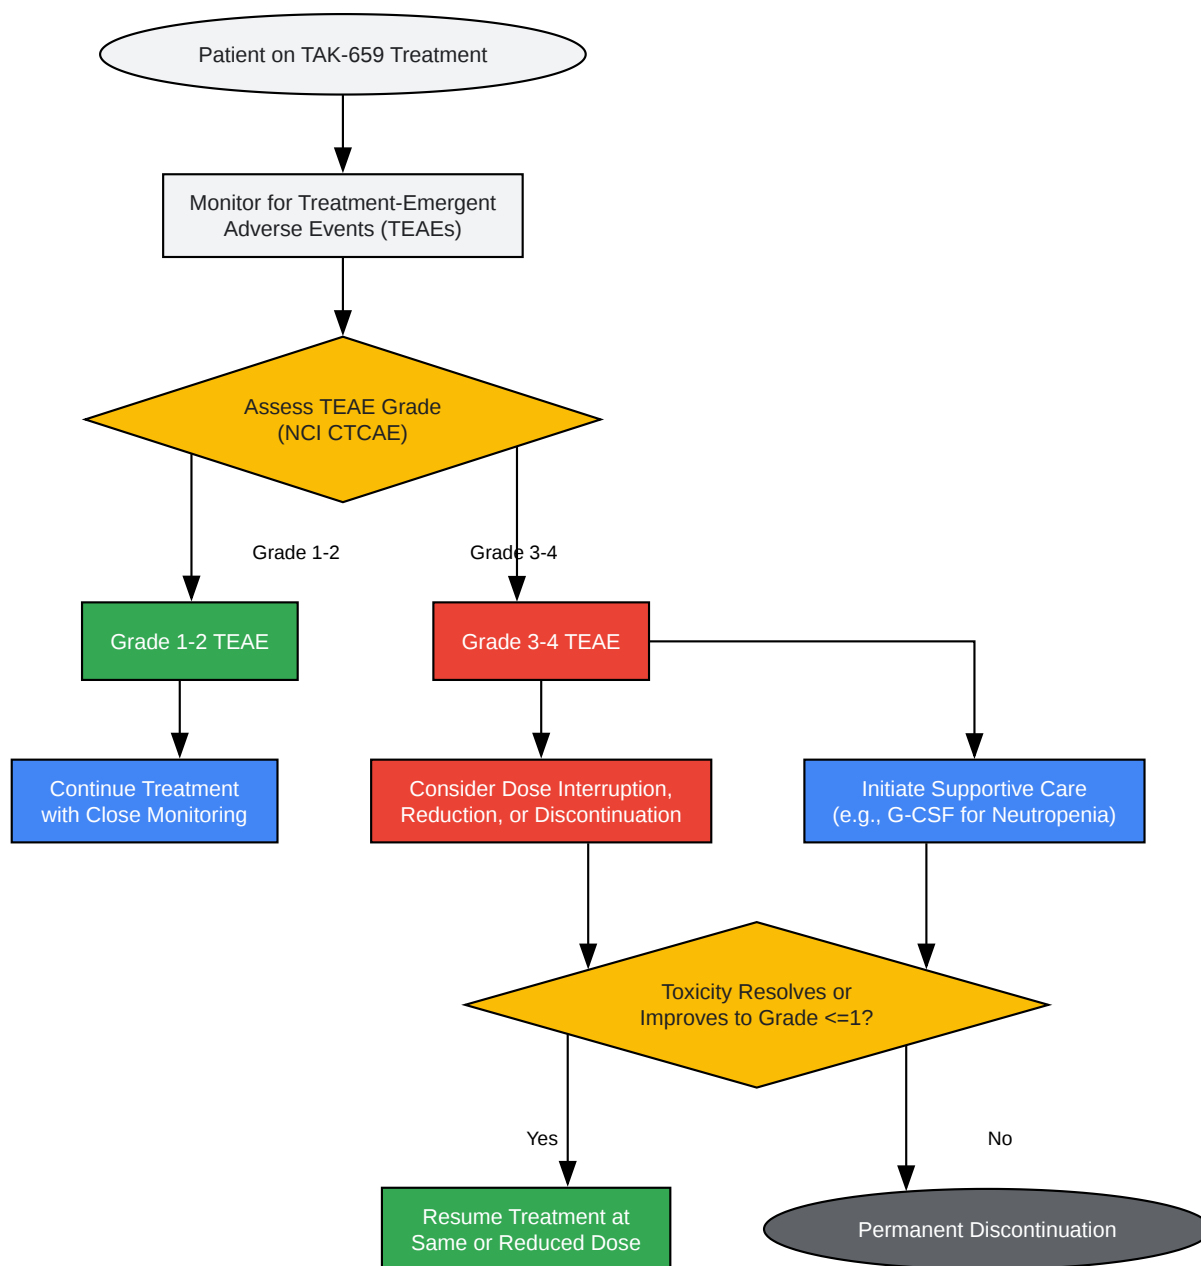 Patient on TAK-659 Treatment
Monitor for Treatment-Emergent
Adverse Events (TEAEs)
Assess TEAE Grade
(NCI CTCAE)
Grade 1-2
Grade 3-4
Grade 1-2 TEAE
Grade 3-4 TEAE
Continue Treatment
with Close Monitoring
Consider Dose Interruption,
Reduction, or Discontinuation
Initiate Supportive Care
(e.g., G-CSF for Neutropenia)
Toxicity Resolves or
Improves to Grade <=1?
Yes
No
Resume Treatment at
Same or Reduced Dose
Permanent Discontinuation